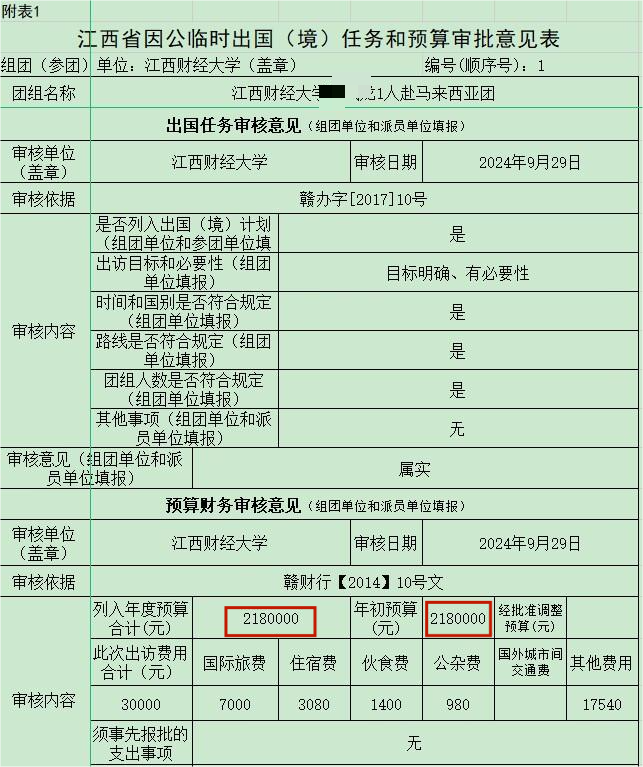 附表1
江西省因公临时出国（境）任务和预算审批意见表
组团（参团）单位：江西财经大学（盖章） 编号(顺序号)：1
团组名称 江西财经大学 1人赴马来西亚团
出国任务审核意见（组团单位和派员单位填报）
审核单位（盖章） 江西财经大学 审核日期 2024年9月29日
审核依据 赣办字[2017]10号
审核内容
是否列入出国（境）计划
（组团单位和参团单位填
是
出访目标和必要性（组团
单位填报）
目标明确、有必要性
时间和国别是否符合规定
（组团单位填报）
是
路线是否符合规定（组团
单位填报）
是
团组人数是否符合规定
（组团单位填报）
是
其他事项（组团单位和派
员单位填报）
无
审核意见（组团单位和派
员单位填报）
属实
预算财务审核意见（组团单位和派员单位填报）
审核单位（盖章） 江西财经大学 审核日期 2024年9月29日
审核依据 赣财行【2014】10号文
审核内容
列入年度预算
合计(元)
2180000
年初预算
(元)
2180000
经批准调整
预算(元)
此次出访费用
合计（元）
国际旅费 住宿费 伙食费 公杂费
国外城市间
交通费
其他费用
30000 7000 3080 1400 980 17540
须事先报批的
支出事项
无